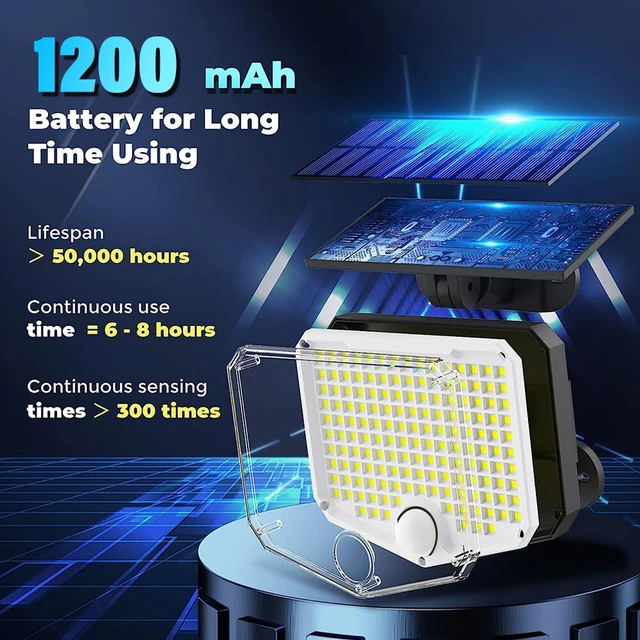 1200 mAh
Battery for Long
Time Using
Lifespan
> 50,000 hours
Continuous use
time = 6 - 8 hours
Continuous sensing
times > 300 times